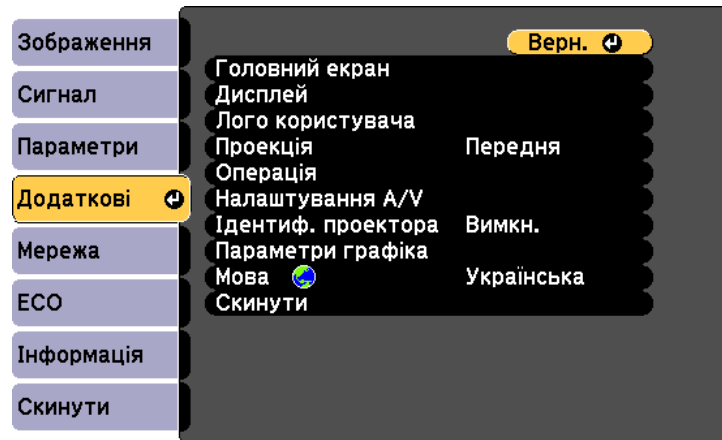 Зображення
Сигнал
Параметри
Додаткові
Мережа
ECO
Інформація
Скинути
Верн.
Головний екран
Дисплей
Лого користувача
Проекція Передня
Операція
Налаштування A/V
Ідентиф. проектора Вимкн.
Параметри графіка
Мова Українська
Скинути